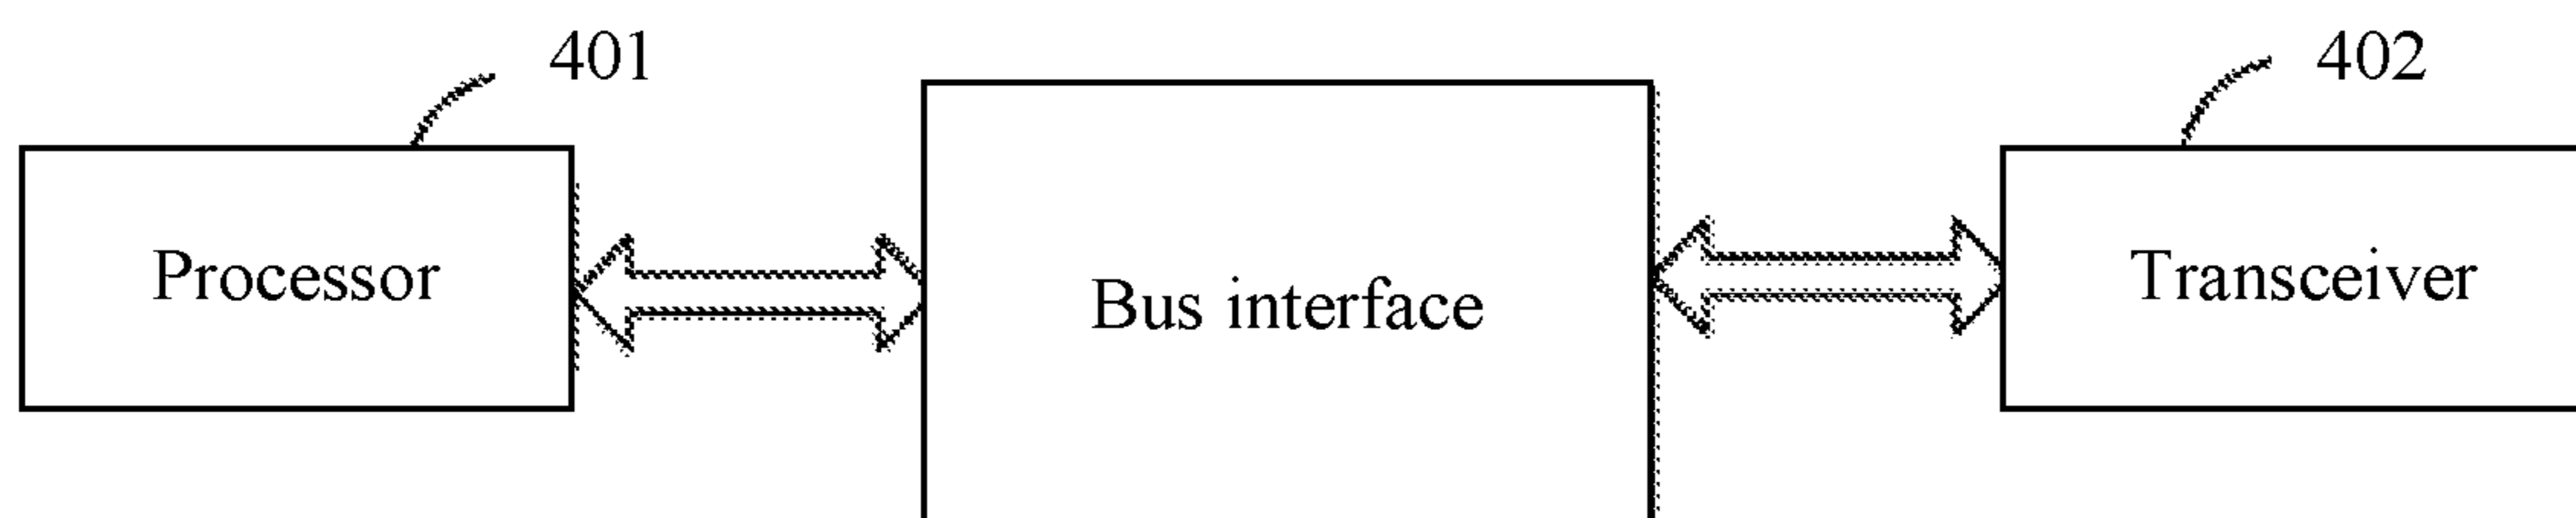 401
402
Processor
Bus interface
Transceiver